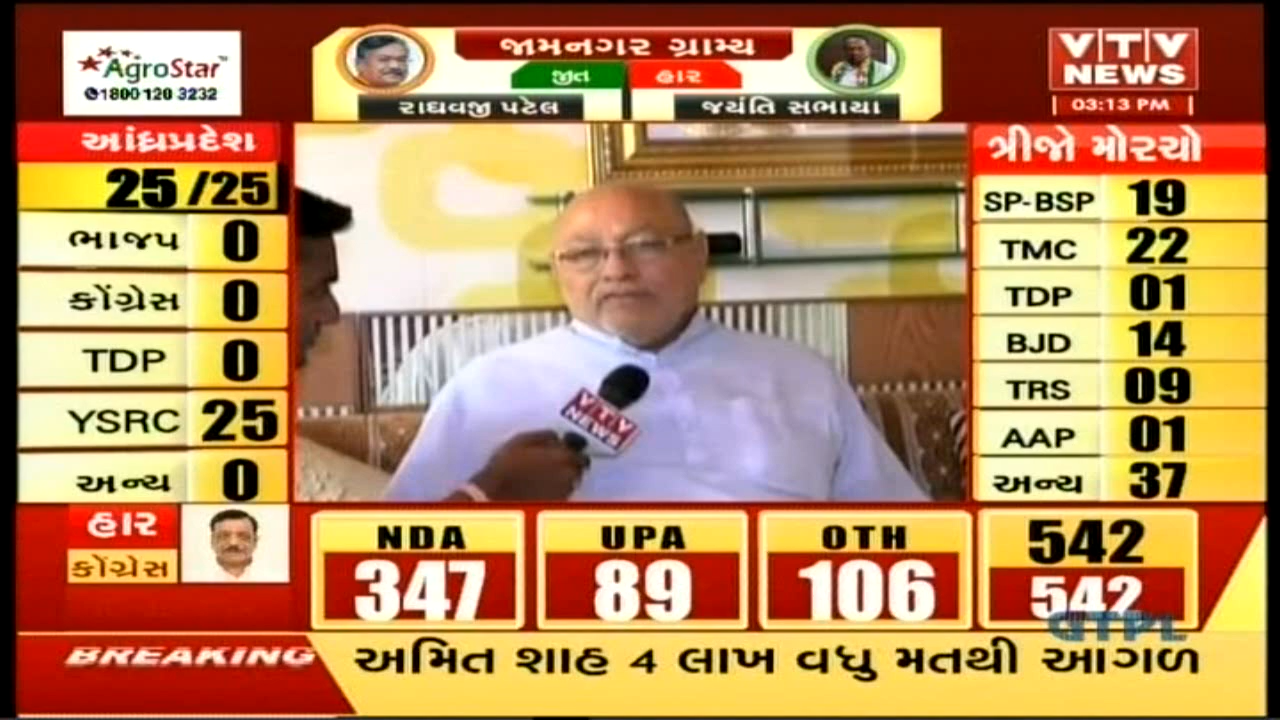 AgroStar
1800 120 3232
જામનગર ગ્રામ્ય
જીત
હાર
રાઘવજી પટેલ
જયંતિ સભાયા
VTV
NEWS
03:13 PM
આંધ્રપ્રદેશ
25/25
ભાજપ 0
કોંગ્રેસ 0
TDP 0
YSRC 25
અન્ય 0
ત્રીજો મોરચો
SP-BSP 19
TMC 22
TDP 01
BJD 14
TRS 09
AAP 01
અન્ય 37
VTV
NEWS
હાર
કોંગ્રેસ
NDA
347
UPA
89
OTH
106
542
542
GTPL
BREAKING
અમિત શાહ 4 લાખ વધુ મતથી આગળ